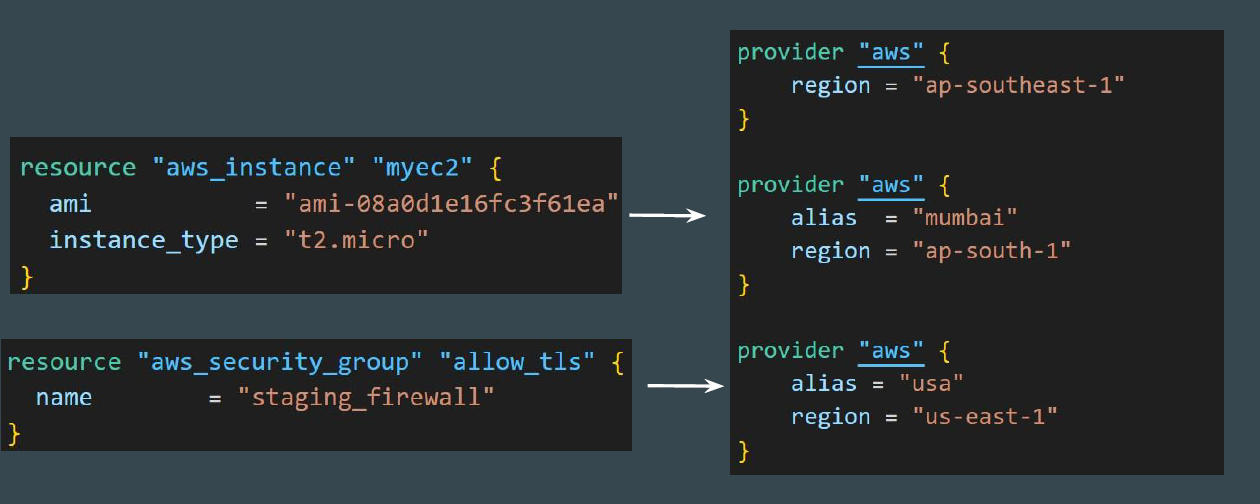 resource "aws_instance" "myec2" {
  ami           = "ami-08a0d1e16fc3f61ea"
  instance_type = "t2.micro"
}
resource "aws_security_group" "allow_tls" {
  name        = "staging_firewall"
}
provider "aws" {
    region = "ap-southeast-1"
}
provider "aws" {
    alias  = "mumbai"
    region = "ap-south-1"
}
provider "aws" {
    alias = "usa"
    region = "us-east-1"
}